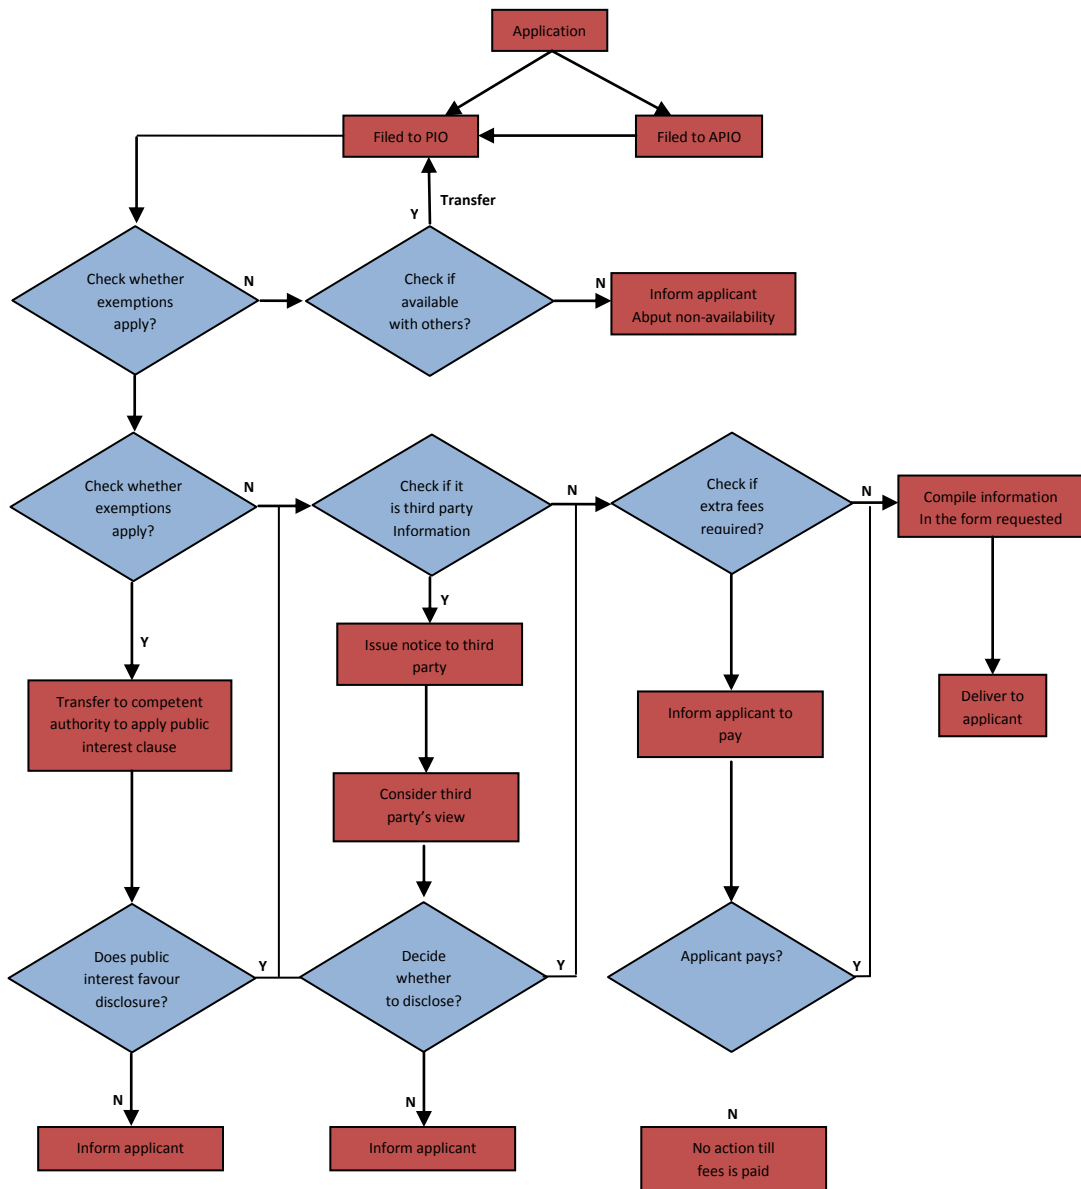 Application
Filed to PIO
Filed to APIO
Transfer
Y
Check whether
exemptions
apply?
N
Check if
available
with others?
N
Inform applicant
Abput non-availability
Check whether
exemptions
apply?
N
Check if it
is third party
Information
N
Check if
extra fees
required?
N
Compile information
In the form requested
Y
Y
Issue notice to third
party
Transfer to competent
authority to apply public
interest clause
Inform applicant to
pay
Deliver to
applicant
Consider third
party's view
Does public
interest favour
disclosure?
Y
Decide
whether
to disclose?
Y
Applicant pays?
Y
N
N
N
Inform applicant
Inform applicant
No action till
fees is paid